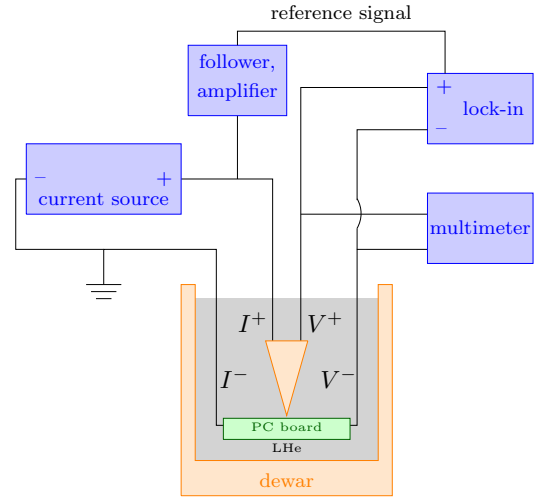 reference signal
follower,
amplifier
+
lock-in
–
– +
current source
multimeter
I⁺ V⁺
I⁻ V⁻
PC board
LHe
dewar